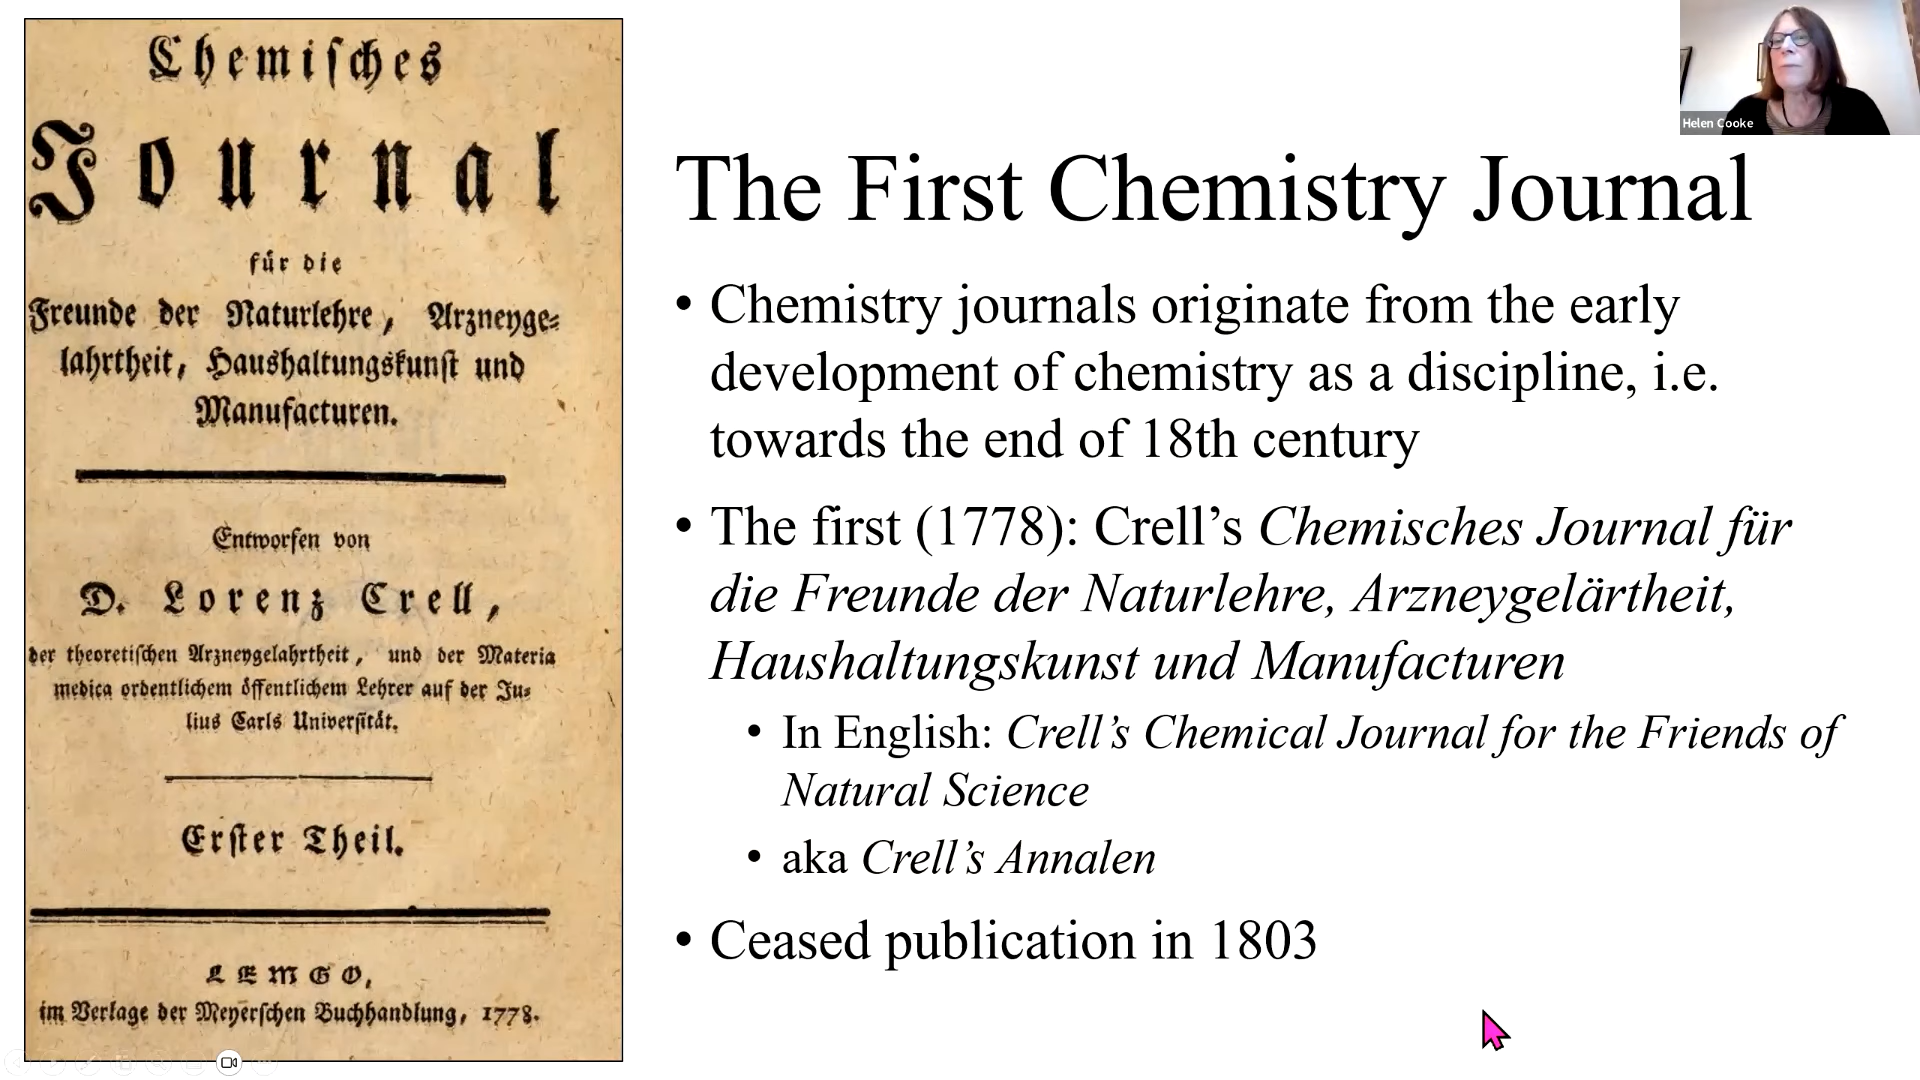 Chemiſches
Journal
für die
Freunde der Naturlehre, Arzneyge⸗
lahrtheit, Haushaltungskunſt und
Manufacturen.
Entworfen von
D. Lorenz Crell,
der theoretiſchen Arzneygelahrtheit, und der Materia
medica ordentlichem öffentlichem Lehrer auf der Ju⸗
lius Carls Univerſität.
Erſter Theil.
LEMGO,
im Verlage der Meyerſchen Buchhandlung, 1778.
Helen Cooke
The First Chemistry Journal
• Chemistry journals originate from the early
development of chemistry as a discipline, i.e.
towards the end of 18th century
• The first (1778): Crell’s Chemisches Journal für
die Freunde der Naturlehre, Arzneygelärtheit,
Haushaltungskunst und Manufacturen
• In English: Crell’s Chemical Journal for the Friends of
Natural Science
• aka Crell’s Annalen
• Ceased publication in 1803